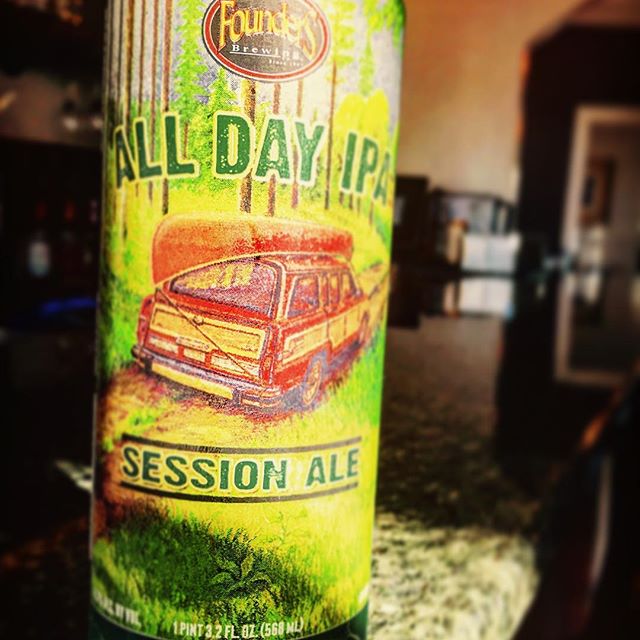 Founders
Brewing
ALL DAY IPA
SESSION ALE
1 PINT 3.2 FL. OZ. (568 ML)